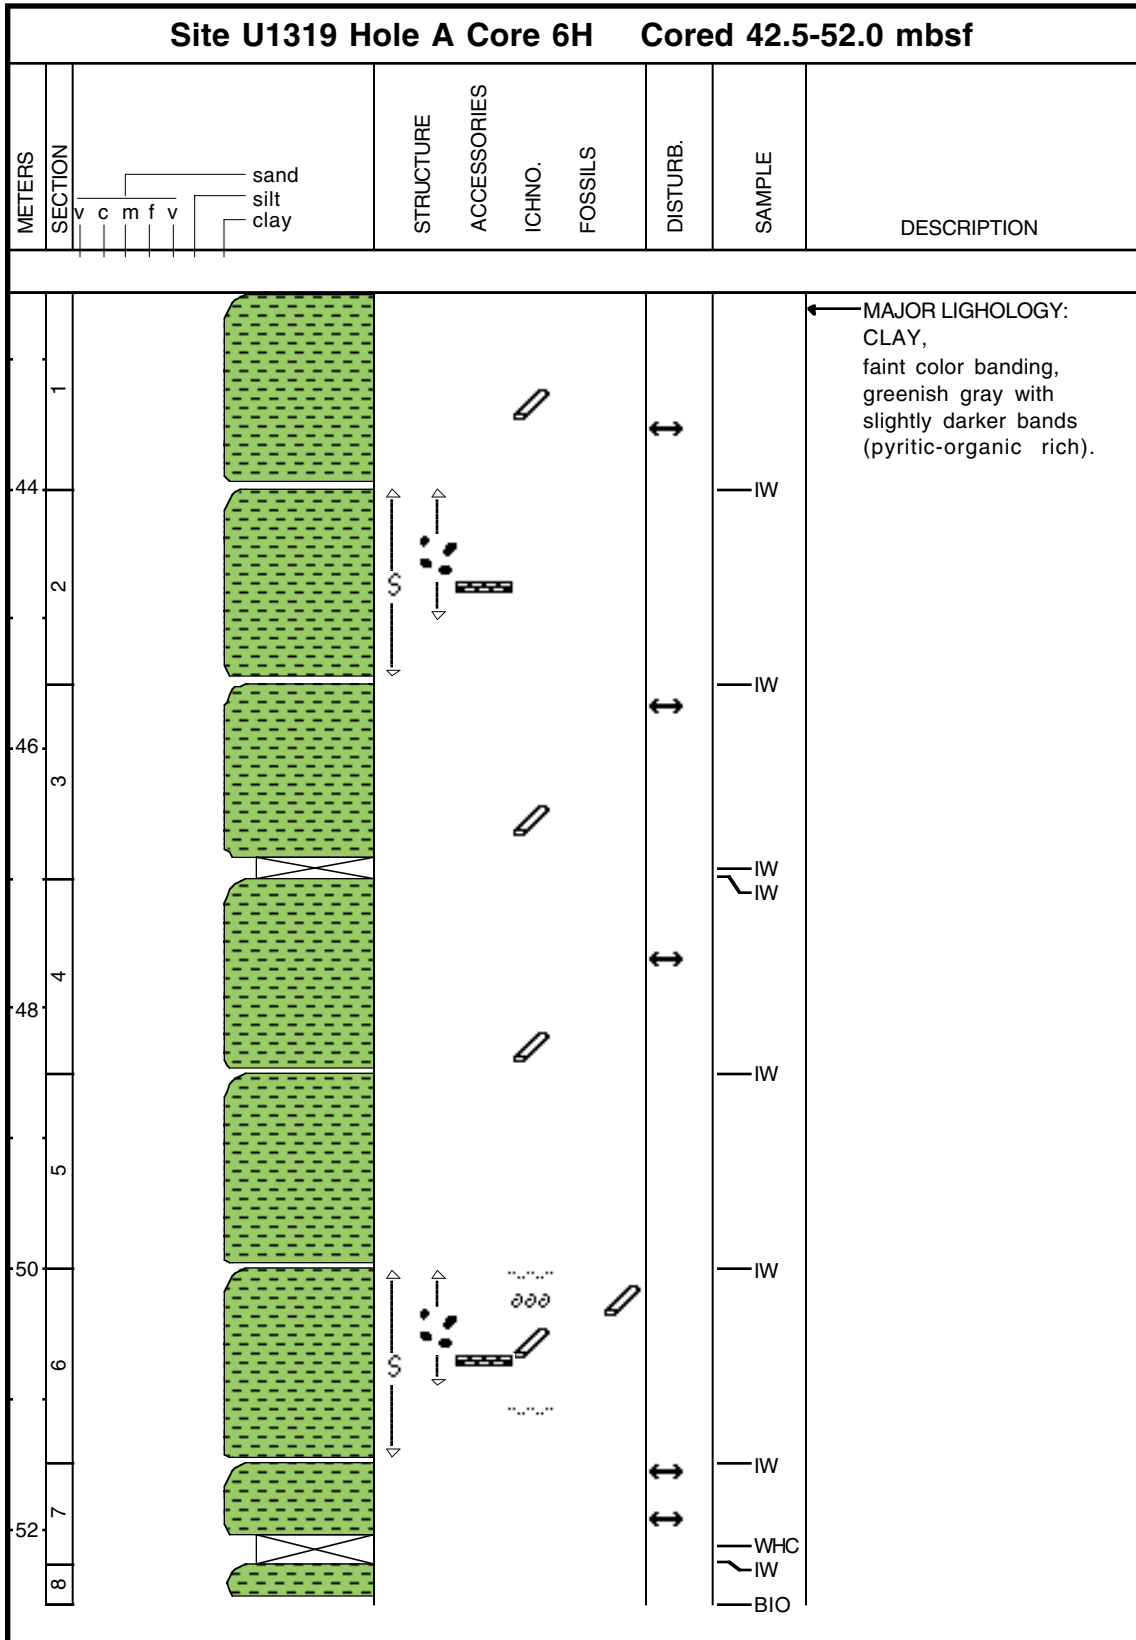 Site U1319 Hole A Core 6H Cored 42.5-52.0 mbsf
METERS
SECTION
v c m f v
sand
silt
clay
STRUCTURE
ACCESSORIES
ICHNO.
FOSSILS
DISTURB.
SAMPLE
DESCRIPTION
MAJOR LIGHOLOGY:
CLAY,
faint color banding,
greenish gray with
slightly darker bands
(pyritic-organic rich).
1
44
IW
2
S
IW
46
3
IW
IW
4
48
IW
5
50
IW
6
S
IW
7
52
WHC
IW
8
BIO